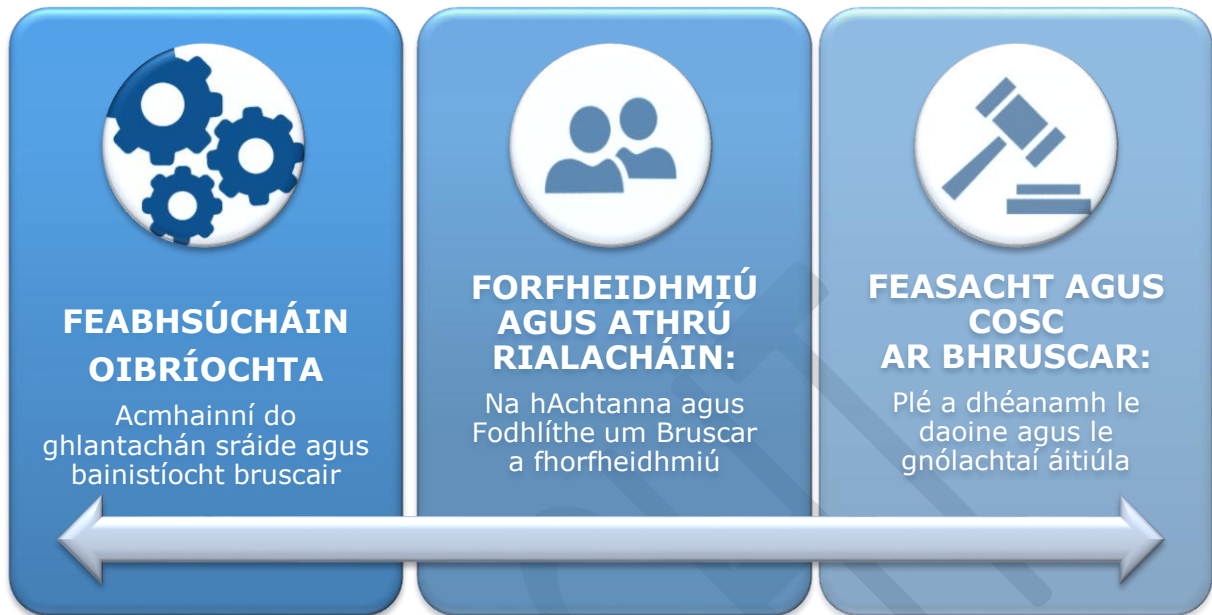 FEABHSÚCHÁIN
OIBRÍOCHTA
Acmhainní do
ghlantachán sráide agus
bainistíocht bruscair
FORFHEIDHMIÚ
AGUS ATHRÚ
RIALACHÁIN:
Na hAchtanna agus
Fodhlíthe um Bruscar
a fhorfheidhmiú
FEASACHT AGUS
COSC
AR BHRUSCAR:
Plé a dhéanamh le
daoine agus le
gnólachtaí áitiúla